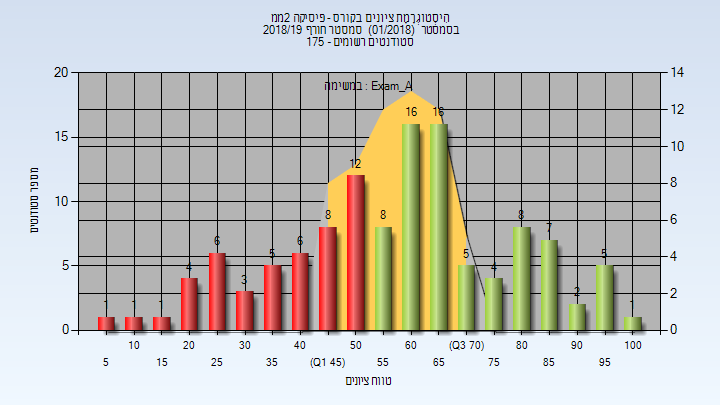 היסטוגרמת ציונים בקורס - פיסיקה 2ממ
בסמסטר (01/2018) סמסטר חורף 2018/19
סטודנטים רשומים - 175
במשימה : Exam_A
20
15
10
5
0
14
12
10
8
6
4
2
0
מספר סטודנטים
1 1 1 4 6 3 5 6 8 12 8 16 16 5 4 8 7 2 5 1
10 20 30 40 50 60 (Q3 70) 80 90 100
5 15 25 35 (Q1 45) 55 65 75 85 95
טווח ציונים